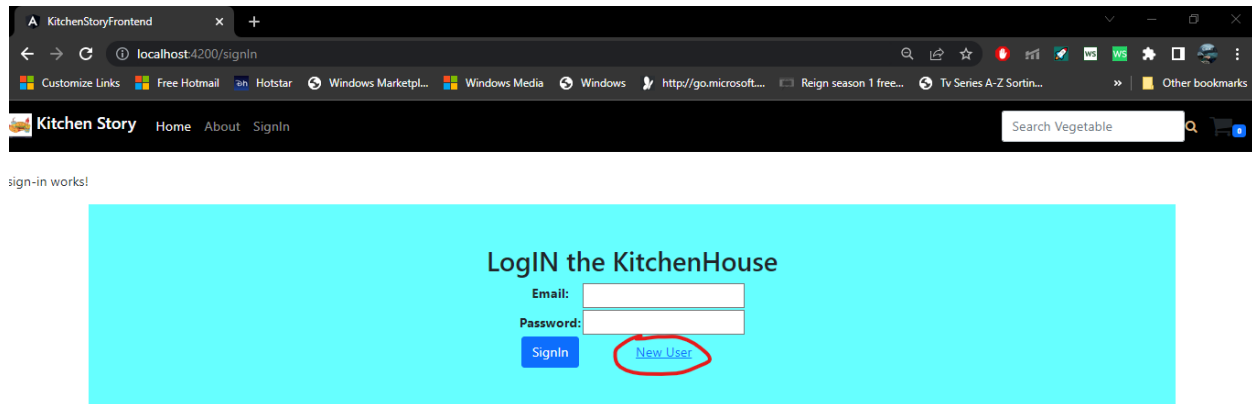 KitchenStoryFrontend
localhost:4200/signIn
Customize Links Free Hotmail Hotstar Windows Marketpl... Windows Media Windows http://go.microsoft.... Reign season 1 free... Tv Series A-Z Sortin... » Other bookmarks
Kitchen Story Home About SignIn Search Vegetable 0
sign-in works!
LogIN the KitchenHouse
Email:
Password:
SignIn New User